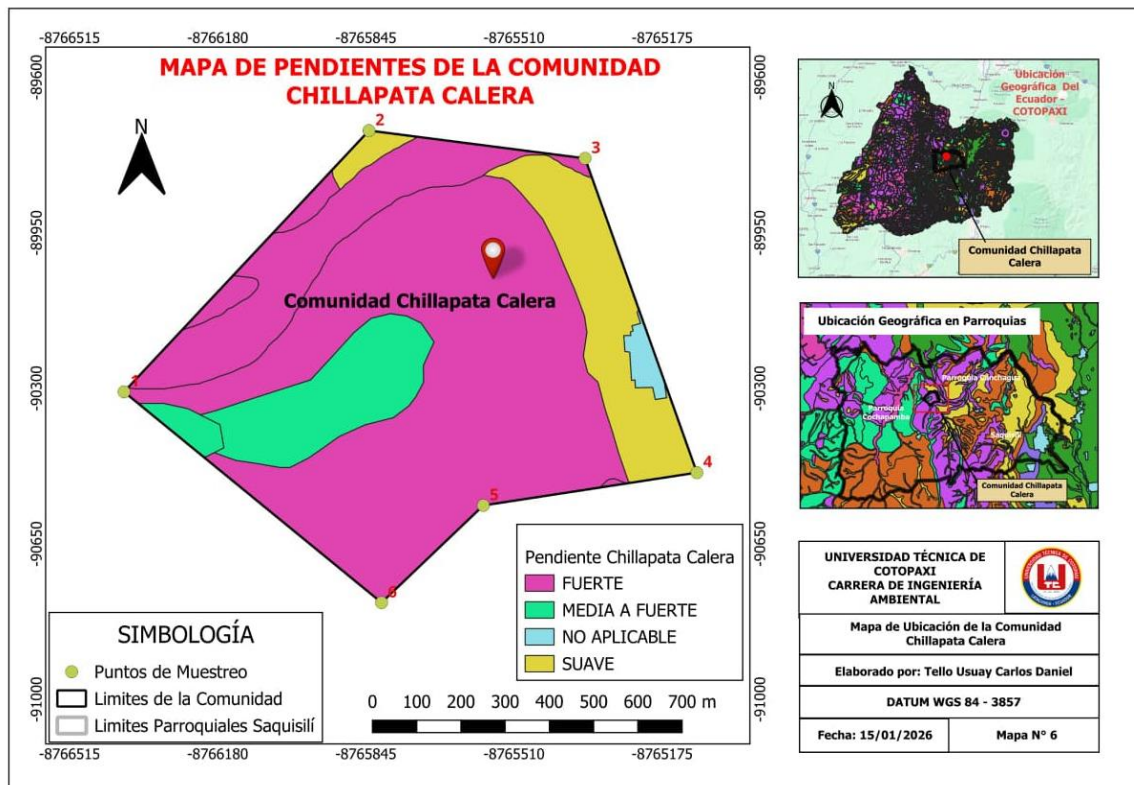 -8766515 -8766180 -8765845 -8765510 -8765175
-89600
-89950
-90300
-90650
-91000
MAPA DE PENDIENTES DE LA COMUNIDAD
CHILLAPATA CALERA
N
2
3
Comunidad Chillapata Calera
1
4
5
6
Pendiente Chillapata Calera
FUERTE
MEDIA A FUERTE
NO APLICABLE
SUAVE
SIMBOLOGÍA
Puntos de Muestreo
Limites de la Comunidad
Limites Parroquiales Saquisilí
0 100 200 300 400 500 600 700 m
-8766515 -8766180 -8765845 -8765510 -8765175
-89600
-89950
-90300
-90650
-91000
N
Ubicación
Geográfica Del
Ecuador -
COTOPAXI
Comunidad Chillapata
Calera
Ubicación Geográfica en Parroquias
Parroquia Canchagua
Parroquia
Cochapamba
Saquisilí
Comunidad Chillapata
Calera
UNIVERSIDAD TÉCNICA DE
COTOPAXI
CARRERA DE INGENIERÍA
AMBIENTAL
UTC
Mapa de Ubicación de la Comunidad
Chillapata Calera
Elaborado por: Tello Usuay Carlos Daniel
DATUM WGS 84 - 3857
Fecha: 15/01/2026 Mapa N° 6